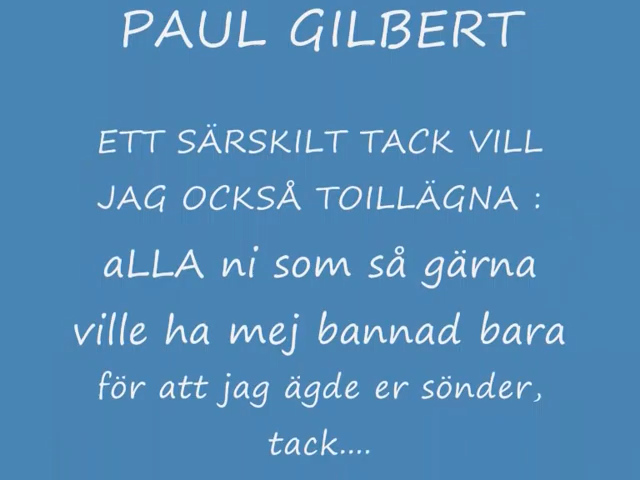 PAUL GILBERT
ETT SÄRSKILT TACK VILL
JAG OCKSÅ TOILLÄGNA :
aLLA ni som så gärna
ville ha mej bannad bara
för att jag ägde er sönder,
tack....